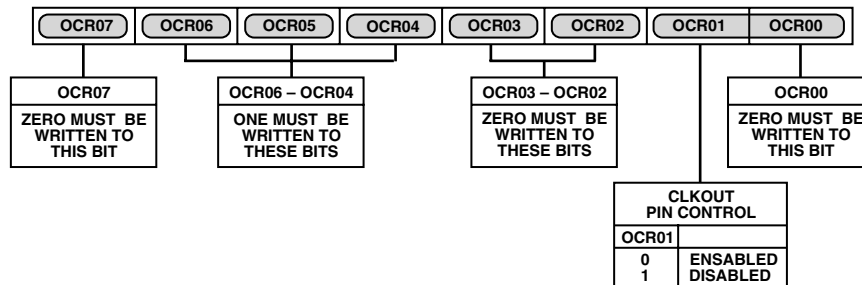 OCR07 OCR06 OCR05 OCR04 OCR03 OCR02 OCR01 OCR00
OCR07
ZERO MUST BE
WRITTEN TO
THIS BIT
OCR06 – OCR04
ONE MUST BE
WRITTEN TO
THESE BITS
OCR03 – OCR02
ZERO MUST BE
WRITTEN TO
THESE BITS
OCR00
ZERO MUST BE
WRITTEN TO
THIS BIT
CLKOUT
PIN CONTROL
OCR01
0 ENSABLED
1 DISABLED